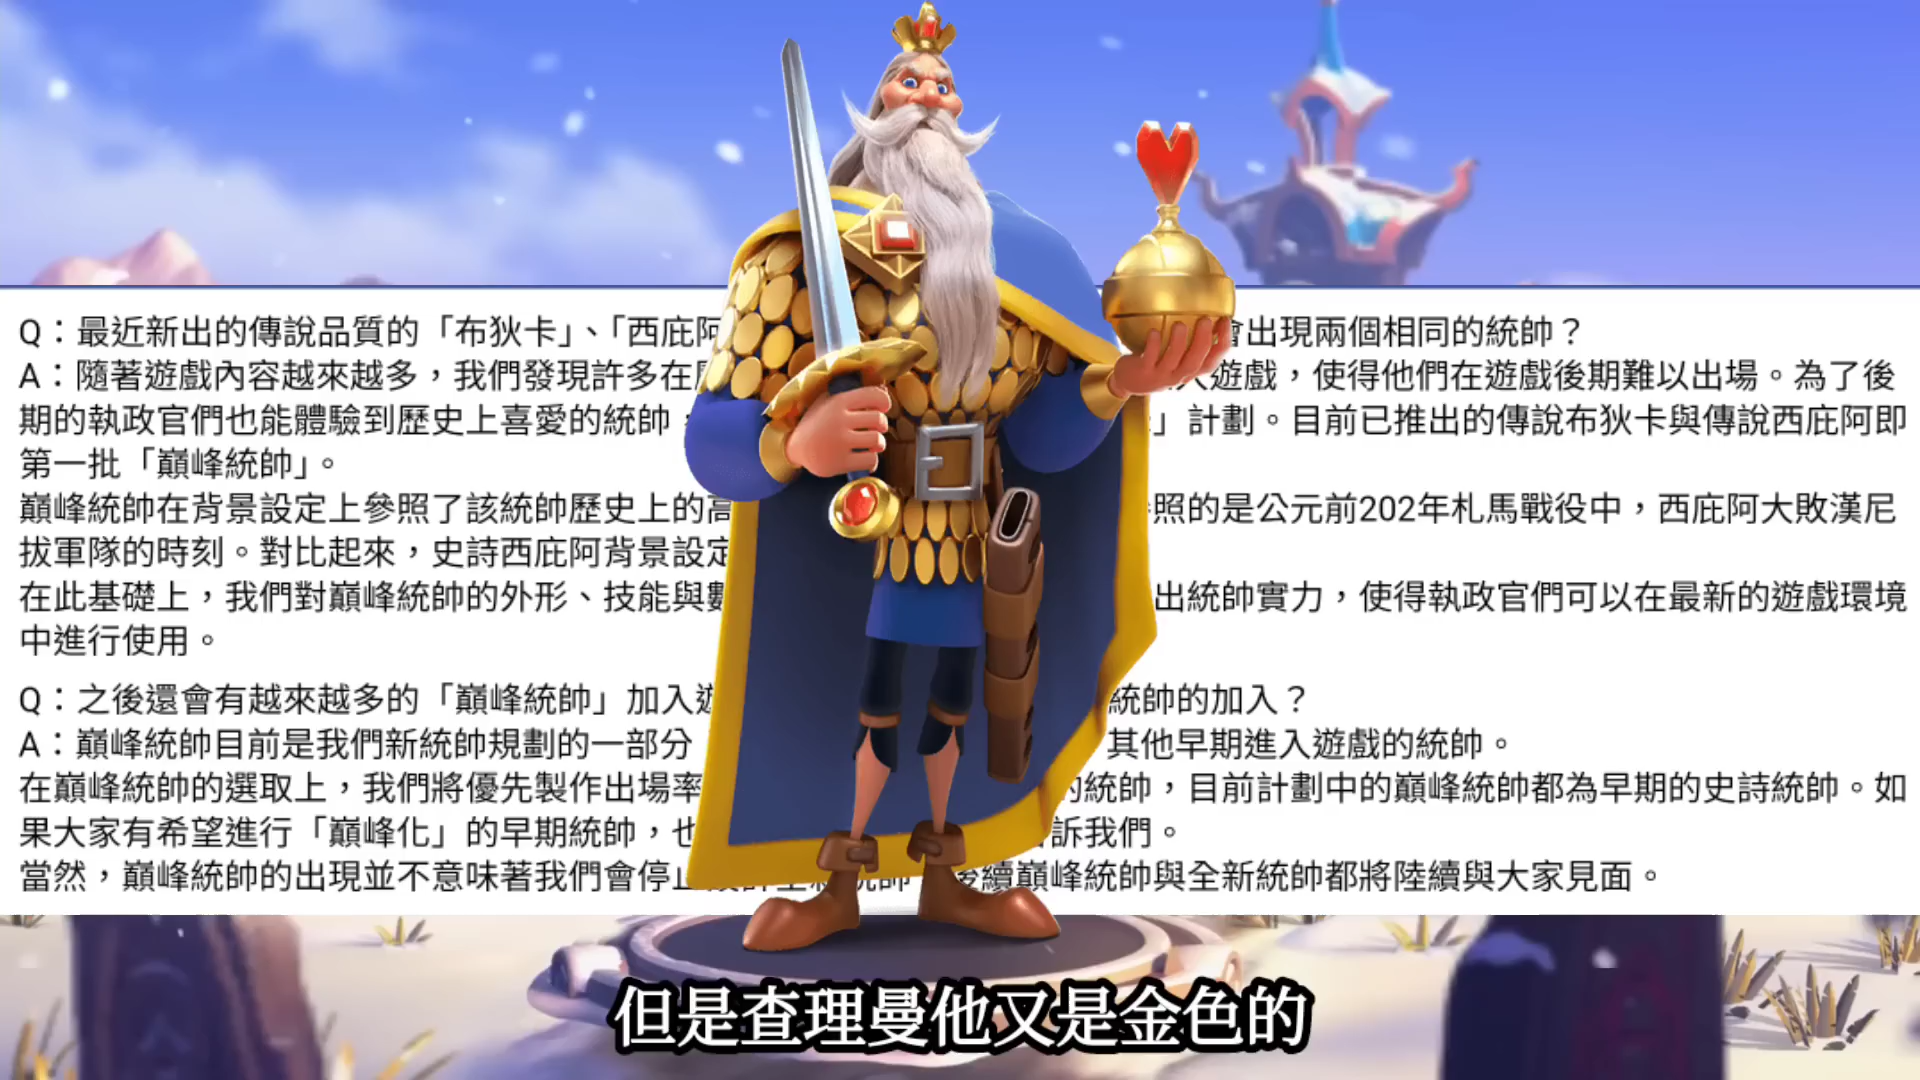 Q：最近新出的傳說品質的「布狄卡」、「西庇阿 會出現兩個相同的統帥？
A：隨著遊戲內容越來越多，我們發現許多在 遊戲，使得他們在遊戲後期難以出場。為了後
期的執政官們也能體驗到歷史上喜愛的統帥， 」計劃。目前已推出的傳說布狄卡與傳說西庇阿即
第一批「巔峰統帥」。
巔峰統帥在背景設定上參照了該統帥歷史上的高 照的是公元前202年札馬戰役中，西庇阿大敗漢尼
拔軍隊的時刻。對比起來，史詩西庇阿背景設定
在此基礎上，我們對巔峰統帥的外形、技能與數 出統帥實力，使得執政官們可以在最新的遊戲環境
中進行使用。
Q：之後還會有越來越多的「巔峰統帥」加入遊 統帥的加入？
A：巔峰統帥目前是我們新統帥規劃的一部分 其他早期進入遊戲的統帥。
在巔峰統帥的選取上，我們將優先製作出場率 的統帥，目前計劃中的巔峰統帥都為早期的史詩統帥。如
果大家有希望進行「巔峰化」的早期統帥，也 訴我們。
當然，巔峰統帥的出現並不意味著我們會停止 後續巔峰統帥與全新統帥都將陸續與大家見面。
但是查理曼他又是金色的